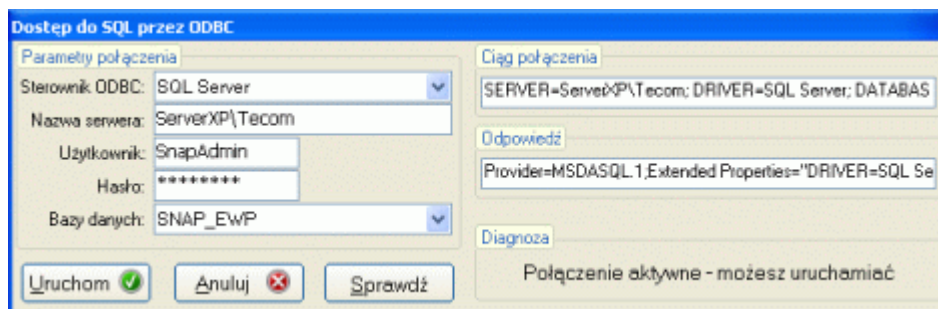 Dostęp do SQL przez ODBC
Parametry połączenia
Sterownik ODBC: SQL Server
Nazwa serwera: ServerXP\Tecom
Użytkownik: SnapAdmin
Hasło: ********
Bazy danych: SNAP_EWP
Uruchom
Anuluj
Sprawdź
Ciąg połączenia
SERVER=ServerXP\Tecom; DRIVER=SQL Server; DATABAS
Odpowiedź
Provider=MSDASQL.1;Extended Properties="DRIVER=SQL Se
Diagnoza
Połączenie aktywne - możesz uruchamiać